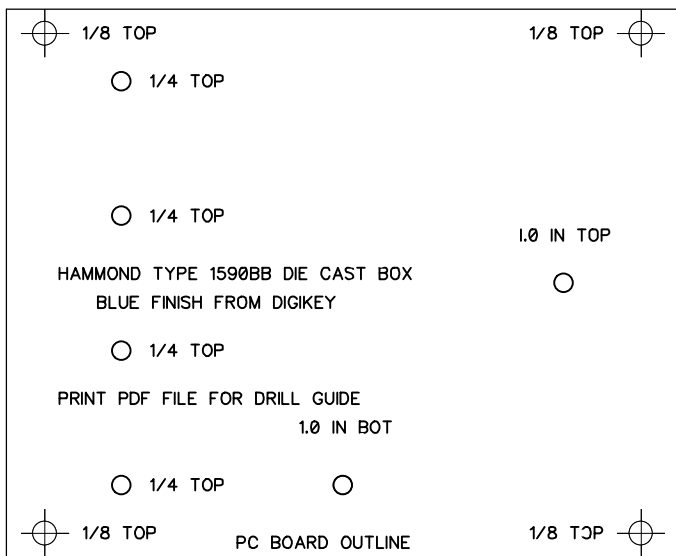 1/8 TOP
1/8 TOP
1/4 TOP
1/4 TOP
1.0 IN TOP
HAMMOND TYPE 1590BB DIE CAST BOX
BLUE FINISH FROM DIGIKEY
1/4 TOP
PRINT PDF FILE FOR DRILL GUIDE
1.0 IN BOT
1/4 TOP
1/8 TOP
PC BOARD OUTLINE
1/8 TOP